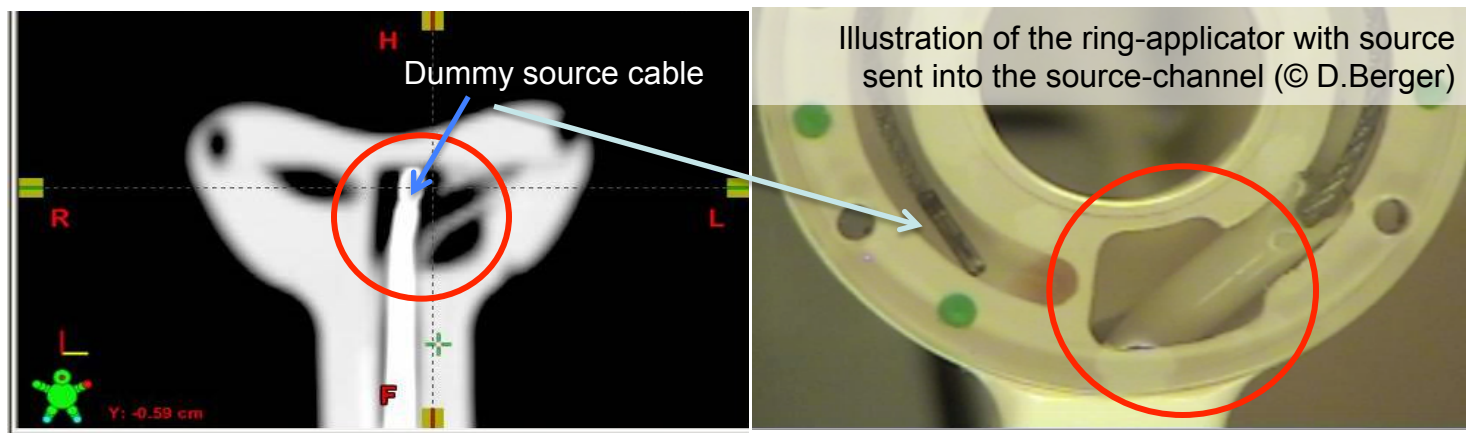 H
Dummy source cable
R
L
F
Y: -0.59 cm
Illustration of the ring-applicator with source
sent into the source-channel (© D.Berger)